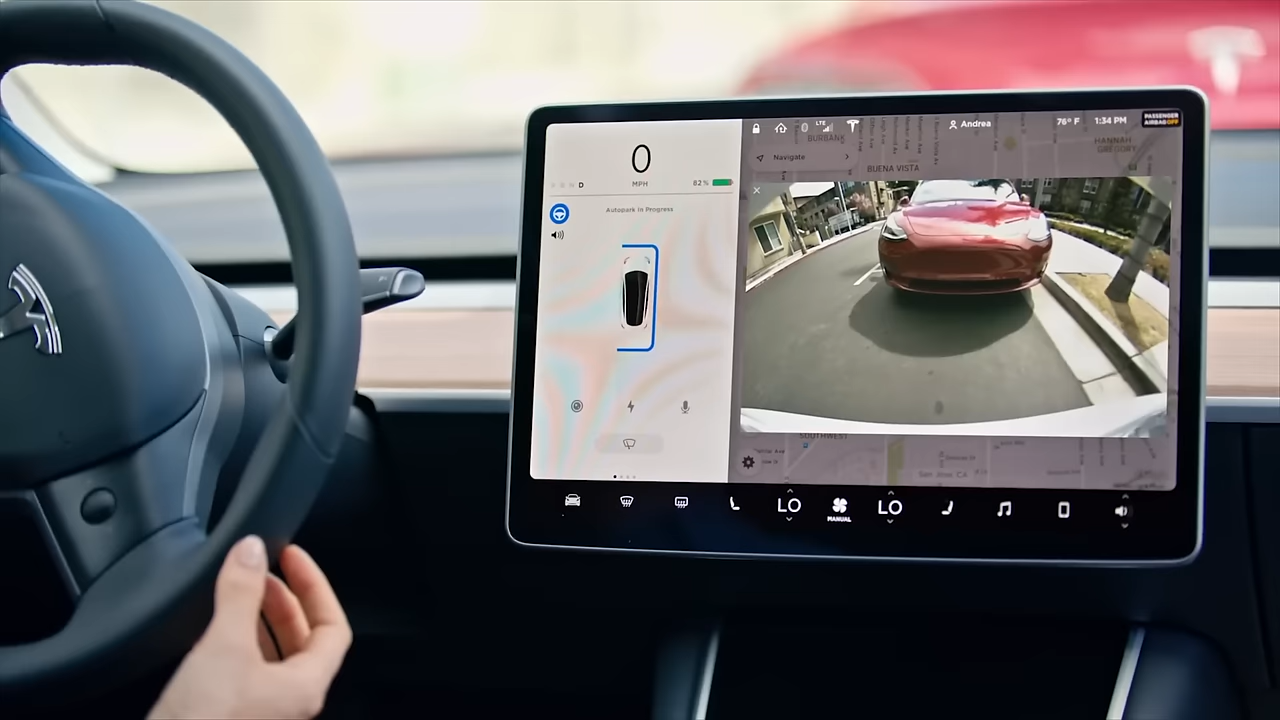 LTE
Andrea
76° F
1:34 PM
PASSENGER
AIRBAG OFF
BURBANK
HANNAH
GREGORY
Navigate
BUENA VISTA
0
MPH
D
82%
Autopark In Progress
SOUTHWEST
San Jose, CA
LO
MANUAL
LO